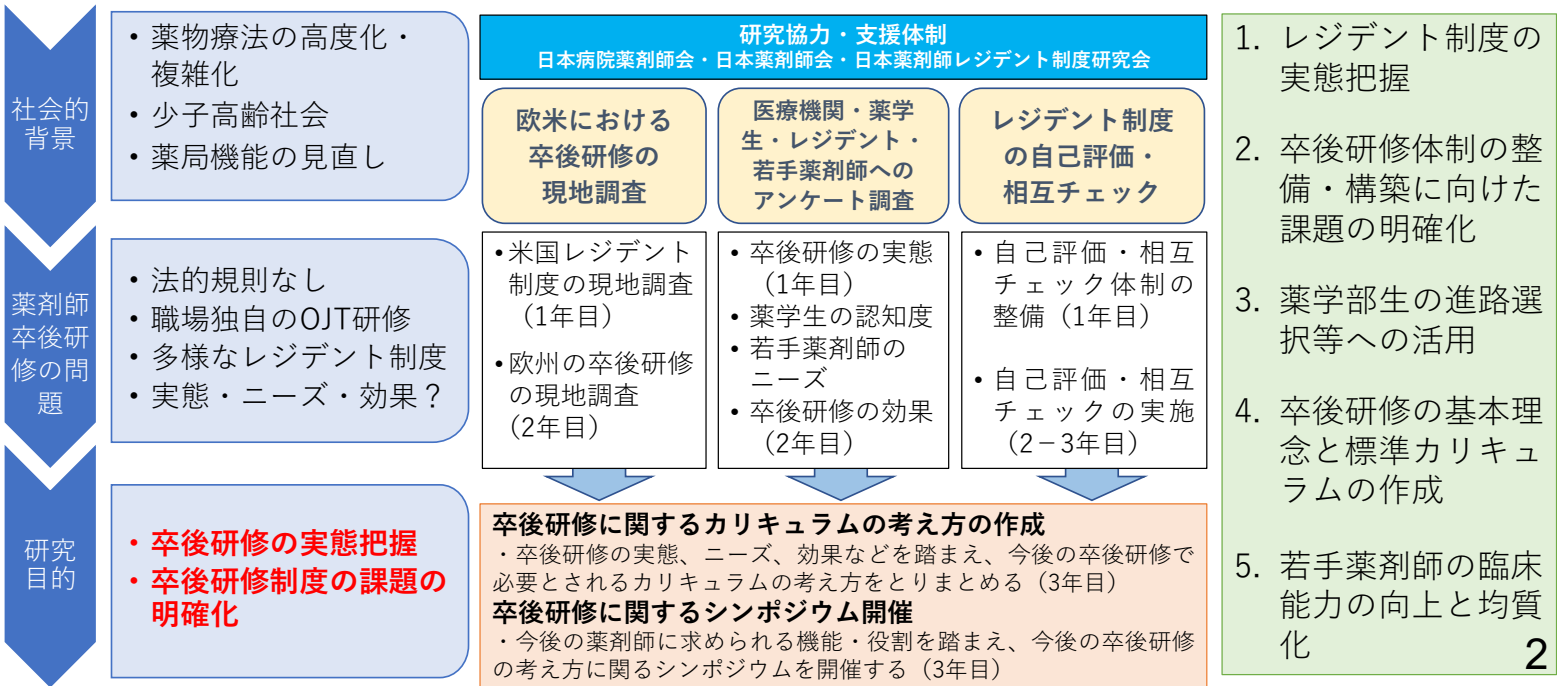 社会的
背景
• 薬物療法の高度化・
複雑化
• 少子高齢社会
• 薬局機能の見直し
薬剤師
卒後研
修の問
題
• 法的規則なし
• 職場独自のOJT研修
• 多様なレジデント制度
• 実態・ニーズ・効果？
研究
目的
・卒後研修の実態把握
・卒後研修制度の課題の
明確化
研究協力・支援体制
日本病院薬剤師会・日本薬剤師会・日本薬剤師レジデント制度研究会
欧米における
卒後研修の
現地調査
•米国レジデント
制度の現地調査
（1年目）
•欧州の卒後研修
の現地調査
(2年目）
医療機関・薬学
生・レジデント・
若手薬剤師への
アンケート調査
• 卒後研修の実態
（1年目）
• 薬学生の認知度
• 若手薬剤師の
ニーズ
• 卒後研修の効果
（2年目）
レジデント制度
の自己評価・
相互チェック
• 自己評価・相互
チェック体制の
整備（1年目）
• 自己評価・相互
チェックの実施
（2－3年目）
卒後研修に関するカリキュラムの考え方の作成
・卒後研修の実態、ニーズ、効果などを踏まえ、今後の卒後研修で
必要とされるカリキュラムの考え方をとりまとめる（3年目）
卒後研修に関するシンポジウム開催
・今後の薬剤師に求められる機能・役割を踏まえ、今後の卒後研修
の考え方に関るシンポジウムを開催する（3年目）
1. レジデント制度の
実態把握
2. 卒後研修体制の整
備・構築に向けた
課題の明確化
3. 薬学部生の進路選
択等への活用
4. 卒後研修の基本理
念と標準カリキュ
ラムの作成
5. 若手薬剤師の臨床
能力の向上と均質
化
2